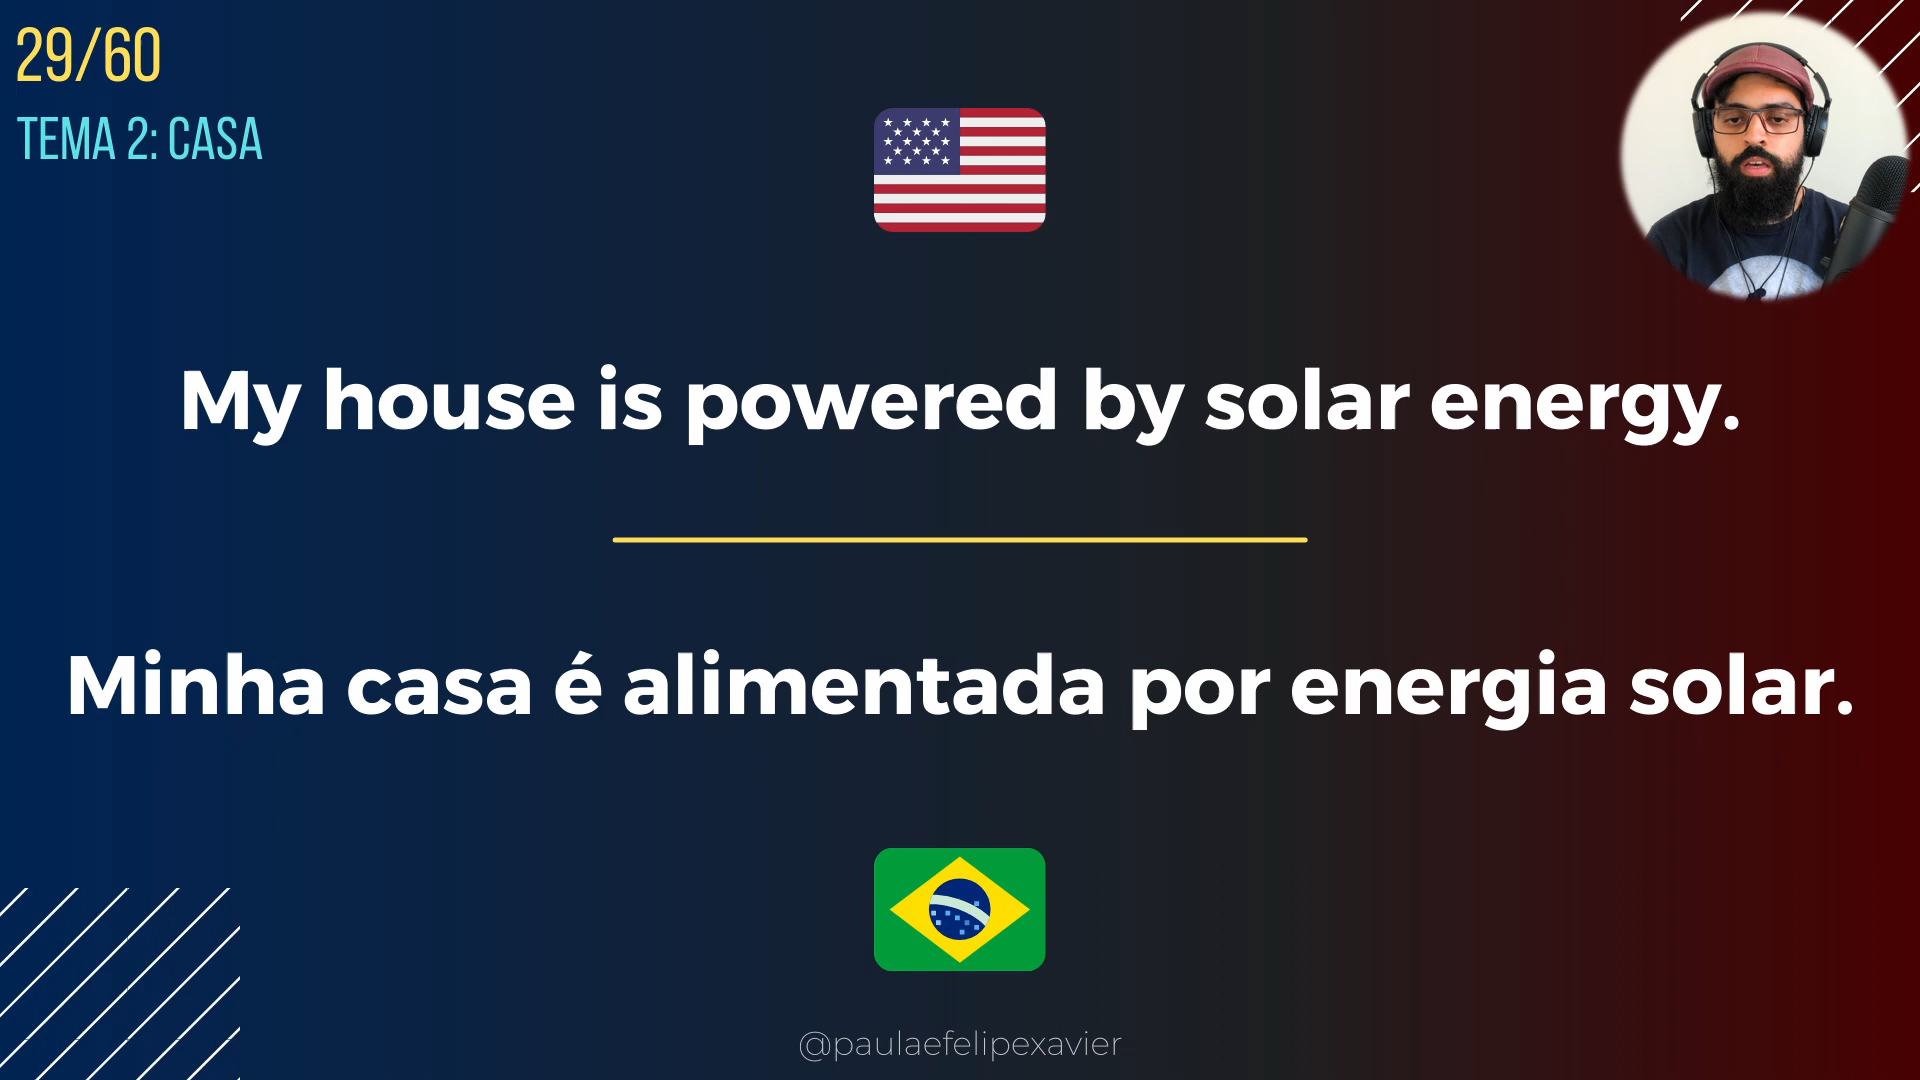 29/60
TEMA 2: CASA
My house is powered by solar energy.
Minha casa é alimentada por energia solar.
@paulaefelipexavier